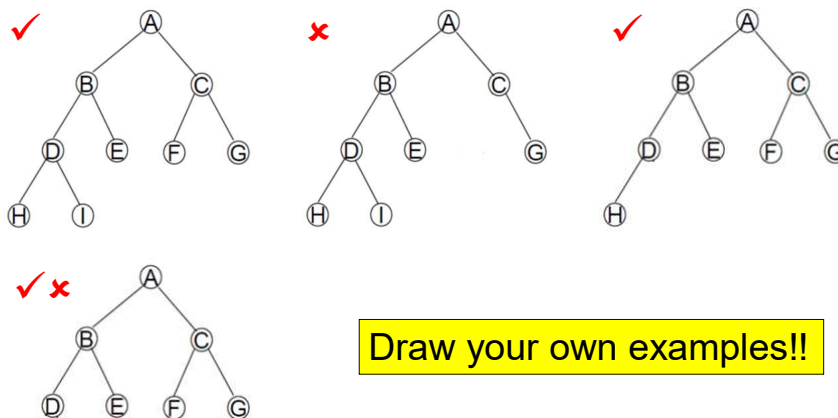 ✓ ✘ ✓
A A A
B C B C B C
D E F G D E G D E F G
H I H I H
✓ ✘
A
B C
Draw your own examples!!
D E F G